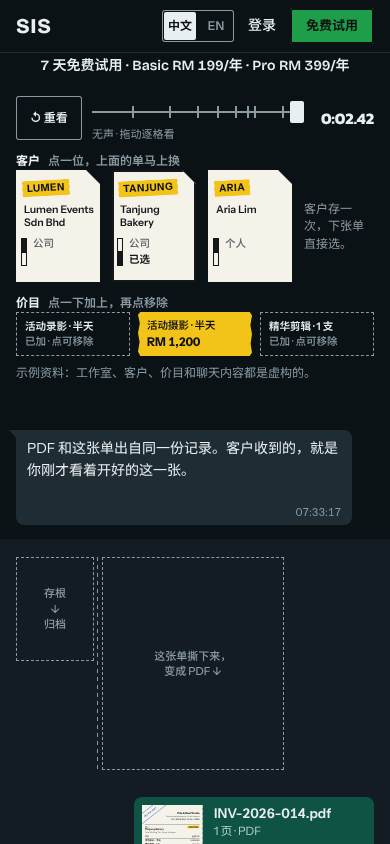 SIS
中文
EN
登录
免费试用
7 天免费试用 · Basic RM 199/年 · Pro RM 399/年
重看
0:02.42
无声·拖动逐格看
客户 点一位，上面的单马上换
LUMEN
Lumen Events
Sdn Bhd
公司
TANJUNG
Tanjung
Bakery
公司
已选
ARIA
Aria Lim
个人
客户存一
次，下张单
直接选。
价目 点一下加上，再点移除
活动录影·半天
已加·点可移除
活动摄影·半天
RM 1,200
精华剪辑·1支
已加·点可移除
示例资料：工作室、客户、价目和聊天内容都是虚构的。
PDF 和这张单出自同一份记录。客户收到的，就是
你刚才看着开好的这一张。
07:33:17
存根
↓
归档
这张单撕下来，
变成 PDF ↓
INV-2026-014.pdf
1页·PDF